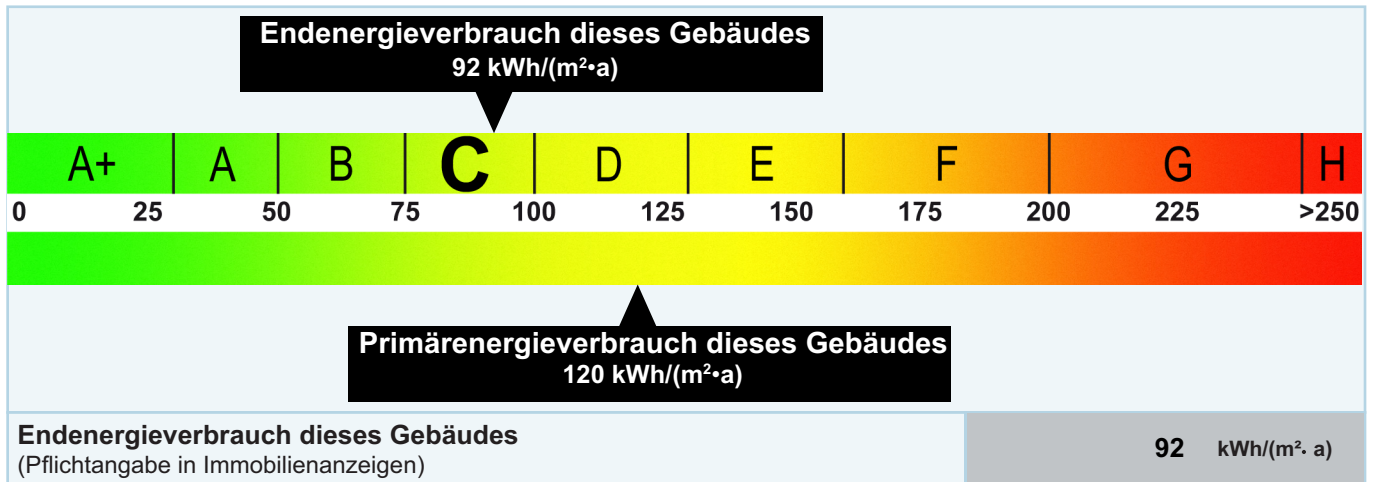 Endenergieverbrauch dieses Gebäudes
92 kWh/(m²•a)
A+ A B C D E F G H
0 25 50 75 100 125 150 175 200 225 >250
Primärenergieverbrauch dieses Gebäudes
120 kWh/(m²•a)
Endenergieverbrauch dieses Gebäudes
(Pflichtangabe in Immobilienanzeigen)
92 kWh/(m²· a)